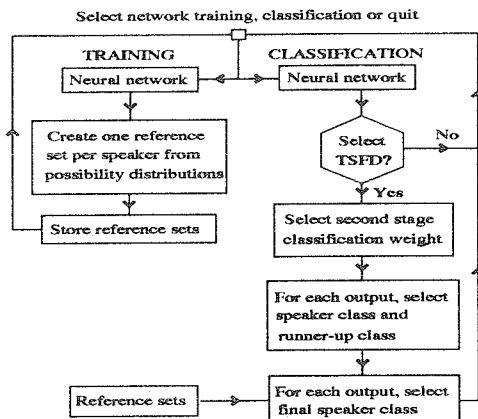 Select network training, classification or quit
TRAINING
Neural network
Create one reference
set per speaker from
possibility distributions
Store reference sets
CLASSIFICATION
Neural network
Select
TSFD?
No
Yes
Select second stage
classification weight
For each output, select
speaker class and
runner-up class
Reference sets
For each output, select
final speaker class